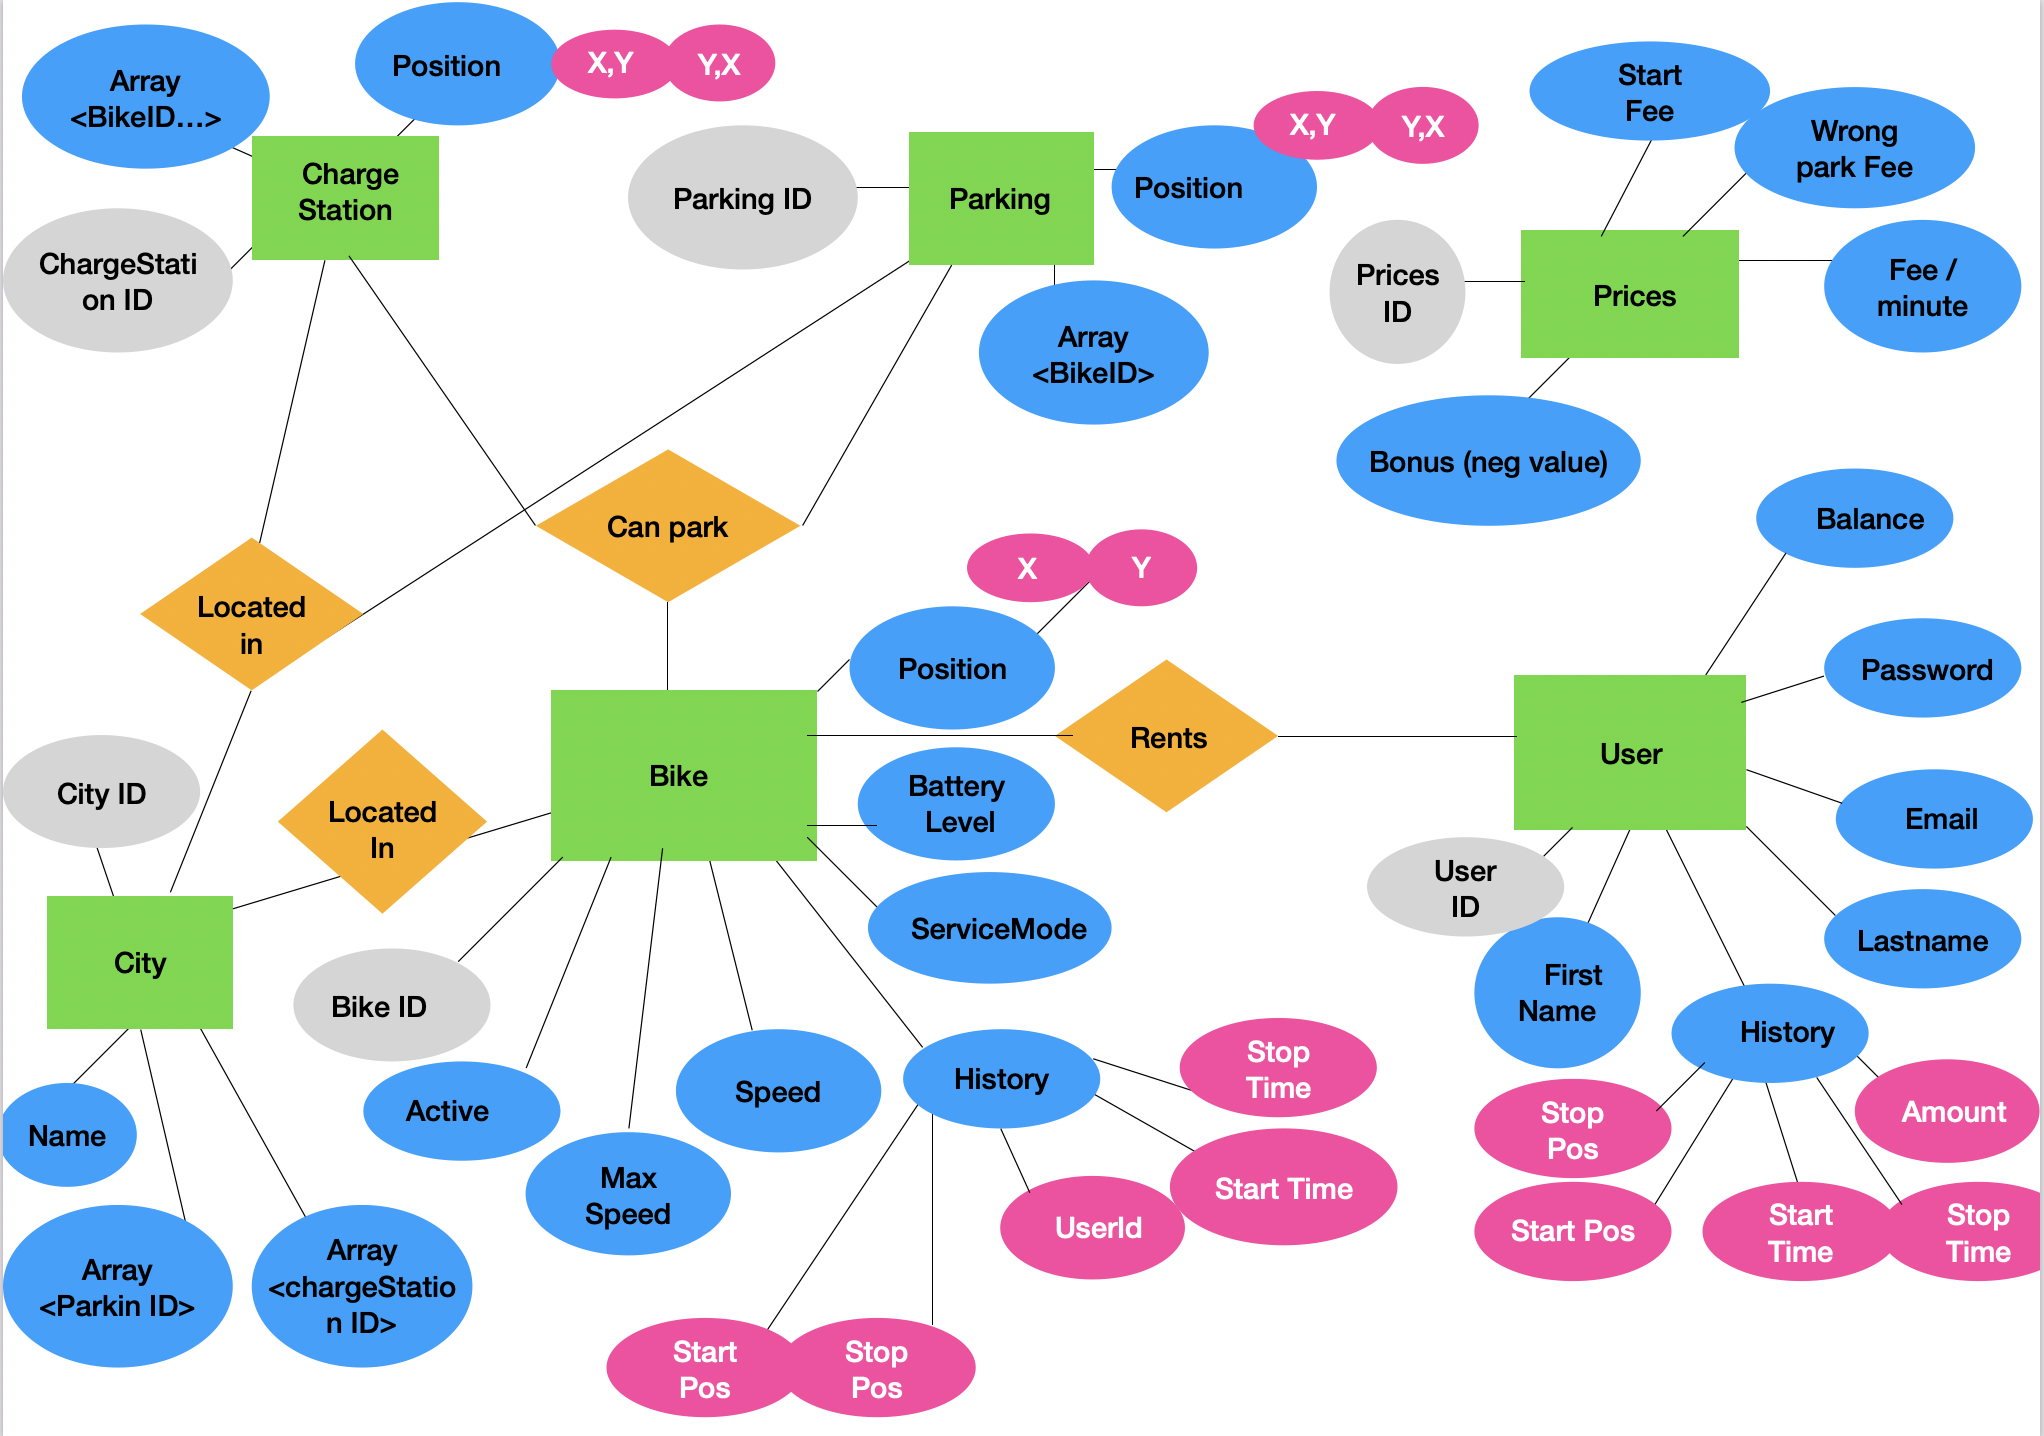 Array
<BikeID...>
Position
X,Y
Y,X
Charge
Station
ChargeStati
on ID
Parking ID
Parking
Position
X,Y
Y,X
Array
<BikeID>
Start
Fee
Wrong
park Fee
Prices
ID
Prices
Fee /
minute
Bonus (neg value)
Can park
Located
in
X
Y
Position
Balance
Password
Rents
User
Bike
Battery
Level
Email
City ID
Located
In
User
ID
ServiceMode
Lastname
City
Bike ID
First
Name
History
Active
Speed
History
Stop
Time
Stop
Pos
Amount
Name
Max
Speed
Start Time
UserId
Start Pos
Start
Time
Stop
Time
Array
<Parkin ID>
Array
<chargeStatio
n ID>
Start
Pos
Stop
Pos